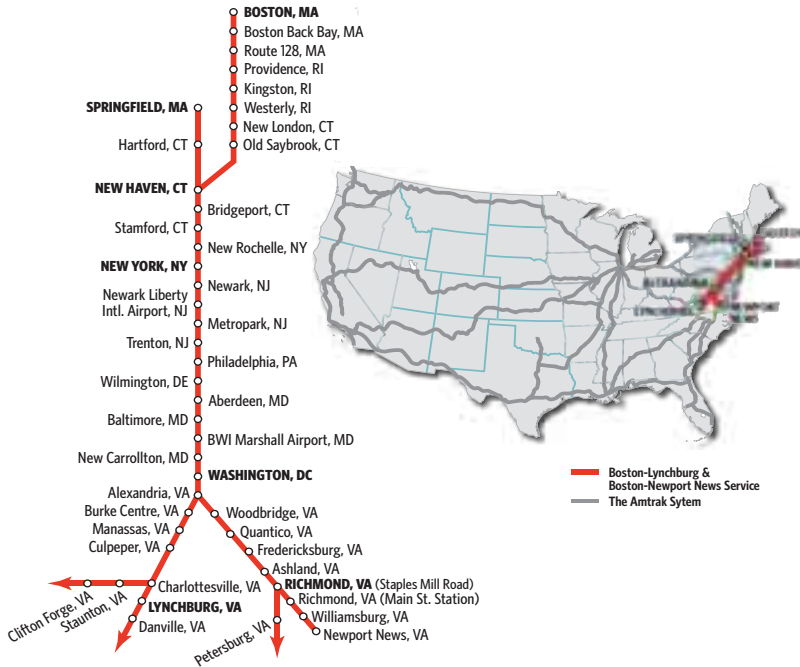 BOSTON, MA
Boston Back Bay, MA
Route 128, MA
Providence, RI
Kingston, RI
SPRINGFIELD, MA
Westerly, RI
New London, CT
Hartford, CT
Old Saybrook, CT
NEW HAVEN, CT
Bridgeport, CT
Stamford, CT
New Rochelle, NY
NEW YORK, NY
Newark, NJ
Newark Liberty
Intl. Airport, NJ
Metropark, NJ
Trenton, NJ
Philadelphia, PA
Wilmington, DE
Aberdeen, MD
Baltimore, MD
BWI Marshall Airport, MD
New Carrollton, MD
WASHINGTON, DC
Alexandria, VA
Burke Centre, VA
Woodbridge, VA
Manassas, VA
Quantico, VA
Culpeper, VA
Fredericksburg, VA
Ashland, VA
Charlottesville, VA
RICHMOND, VA (Staples Mill Road)
Clifton Forge, VA
Staunton, VA
LYNCHBURG, VA
Richmond, VA (Main St. Station)
Danville, VA
Williamsburg, VA
Petersburg, VA
Newport News, VA
Boston-Lynchburg &
Boston-Newport News Service
The Amtrak Sytem